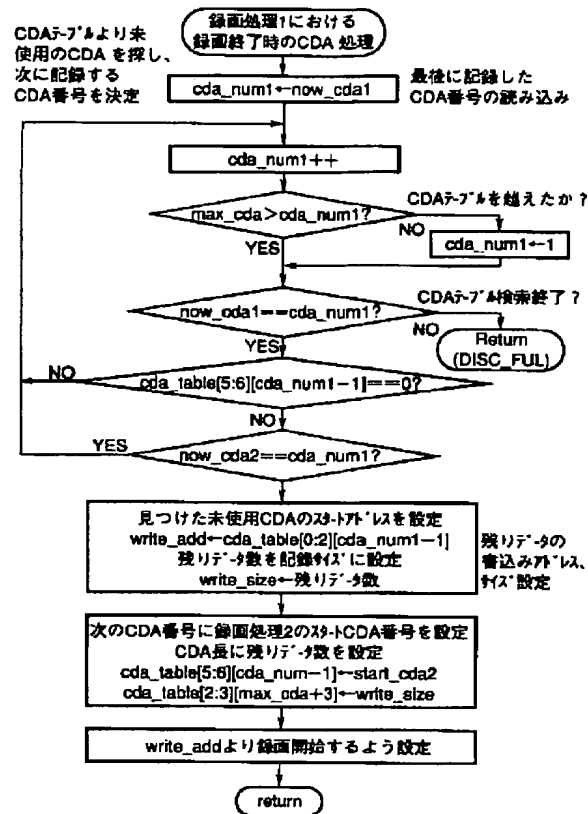 CDAﾃｰﾌﾞﾙより未
使用のCDA を探し、
次に記録する
CDA番号を決定
録画処理1における
録画終了時のCDA 処理
cda_num1←now_cda1
最後に記録した
CDA番号の読み込み
cda_num1++
max_cda>cda_num1?
CDAﾃｰﾌﾞﾙを越えたか？
NO
cda_num1←1
YES
now_cda1==cda_num1?
CDAﾃｰﾌﾞﾙ検索終了？
NO
Return
(DISC_FUL)
YES
cda_table[5:6][cda_num1−1]==0?
NO
NO
now_cda2==cda_num1?
YES
見つけた未使用CDAのｽﾀｰﾄｱﾄﾞﾚｽを設定
write_add←cda_table[0:2][cda_num1−1]
残りﾃﾞｰﾀ数を記録ｻｲｽﾞに設定
write_size←残りﾃﾞｰﾀ数
残りﾃﾞｰﾀの
書込みｱﾄﾞﾚｽ、
ｻｲｽﾞ設定
次のCDA番号に録画処理2のｽﾀｰﾄCDA番号を設定
CDA長に残りﾃﾞｰﾀ数を設定
cda_table[5:6][cda_num−1]←start_cda2
cda_table[2:3][max_cda+3]←write_size
write_addより録画開始するよう設定
return